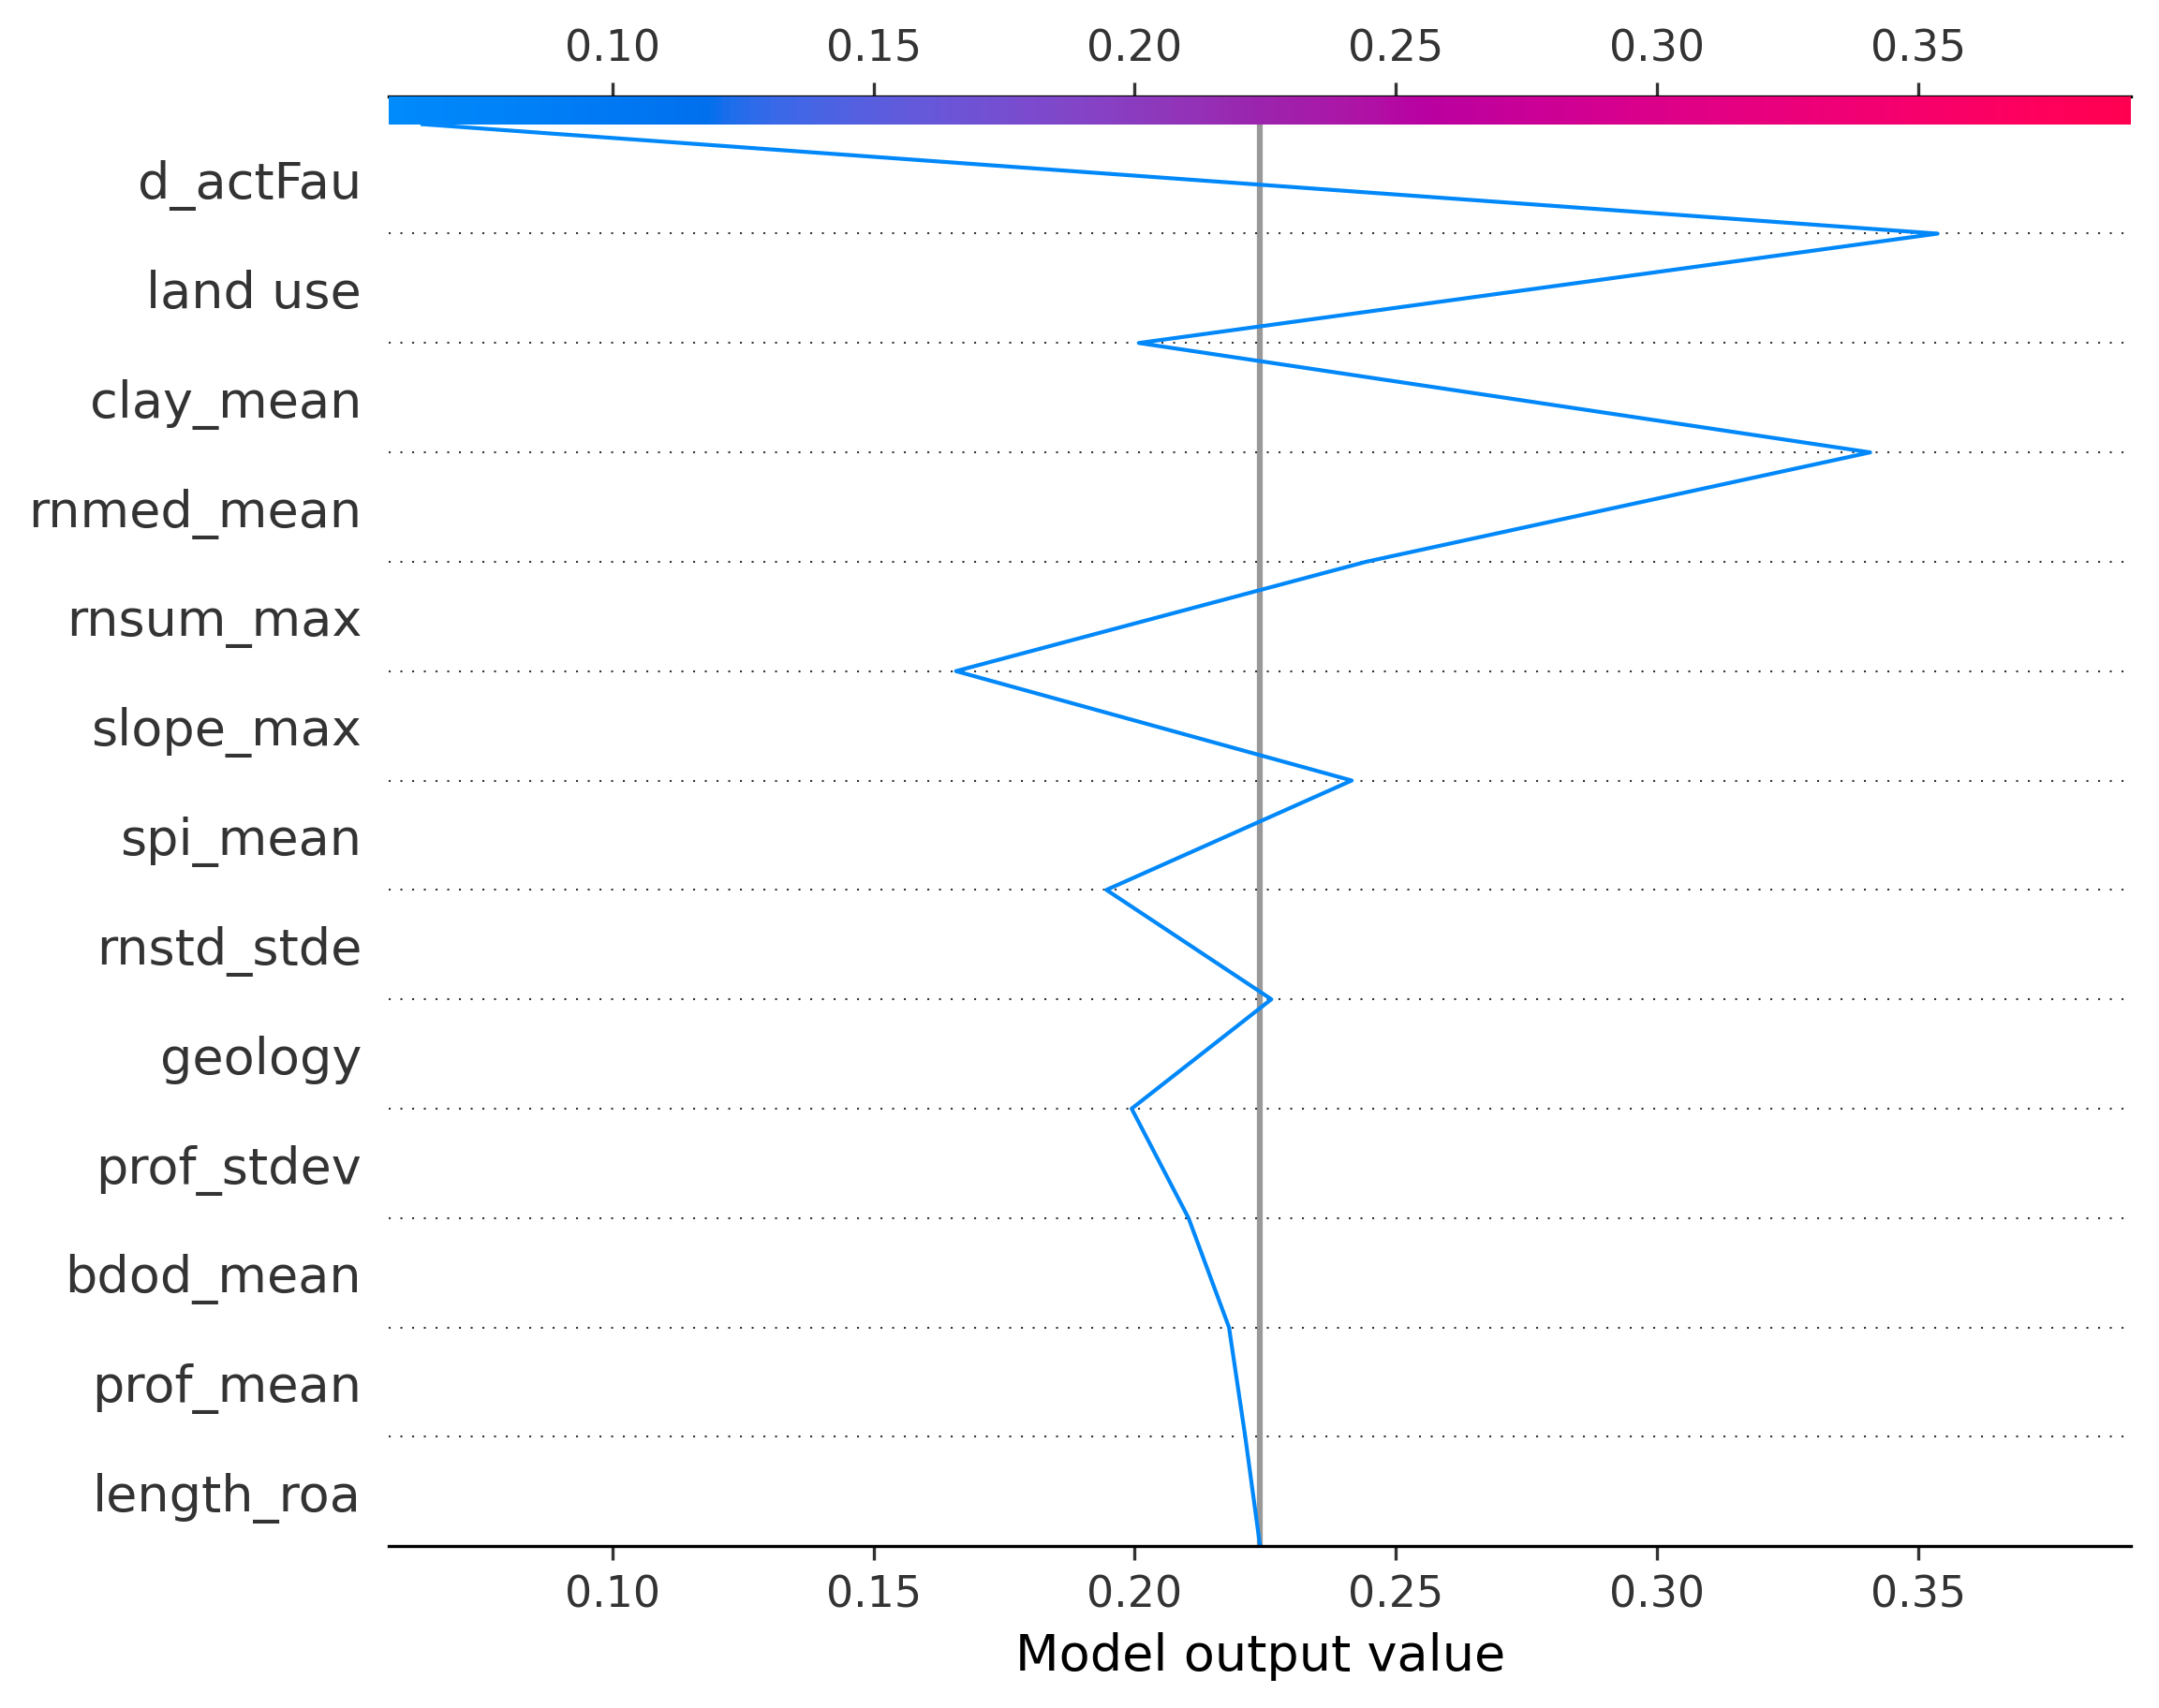 0.10 0.15 0.20 0.25 0.30 0.35
d_actFau
land use
clay_mean
rnmed_mean
rnsum_max
slope_max
spi_mean
rnstd_stde
geology
prof_stdev
bdod_mean
prof_mean
length_roa
0.10 0.15 0.20 0.25 0.30 0.35
Model output value